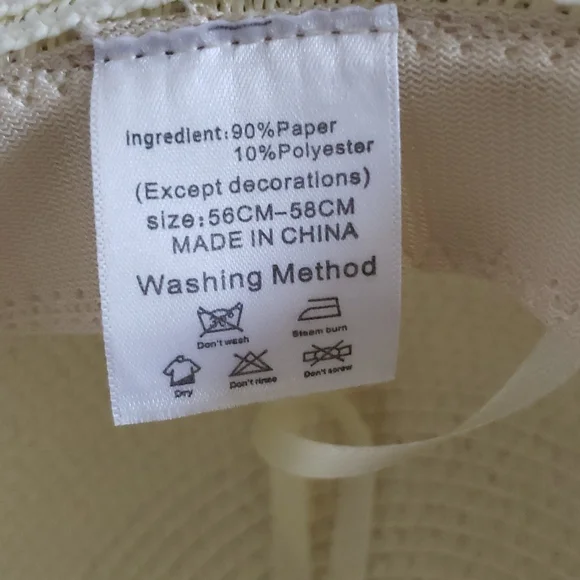 ingredient:90%Paper
10%Polyester
(Except decorations)
size:56CM-58CM
MADE IN CHINA
Washing Method
Don't wash
Steam burn
Dry
Don't rinse
Don't screw